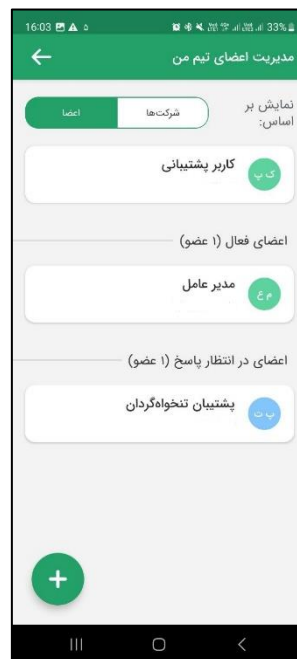 16:03 33%
مدیریت اعضای تیم من
نمایش بر
اساس:
شرکت‌ها
اعضا
کاربر پشتیبانی
ک پ
اعضای فعال (۱ عضو)
مدیر عامل
م ع
اعضای در انتظار پاسخ (۱ عضو)
پشتیبان تنخواه‌گردان
پ ت